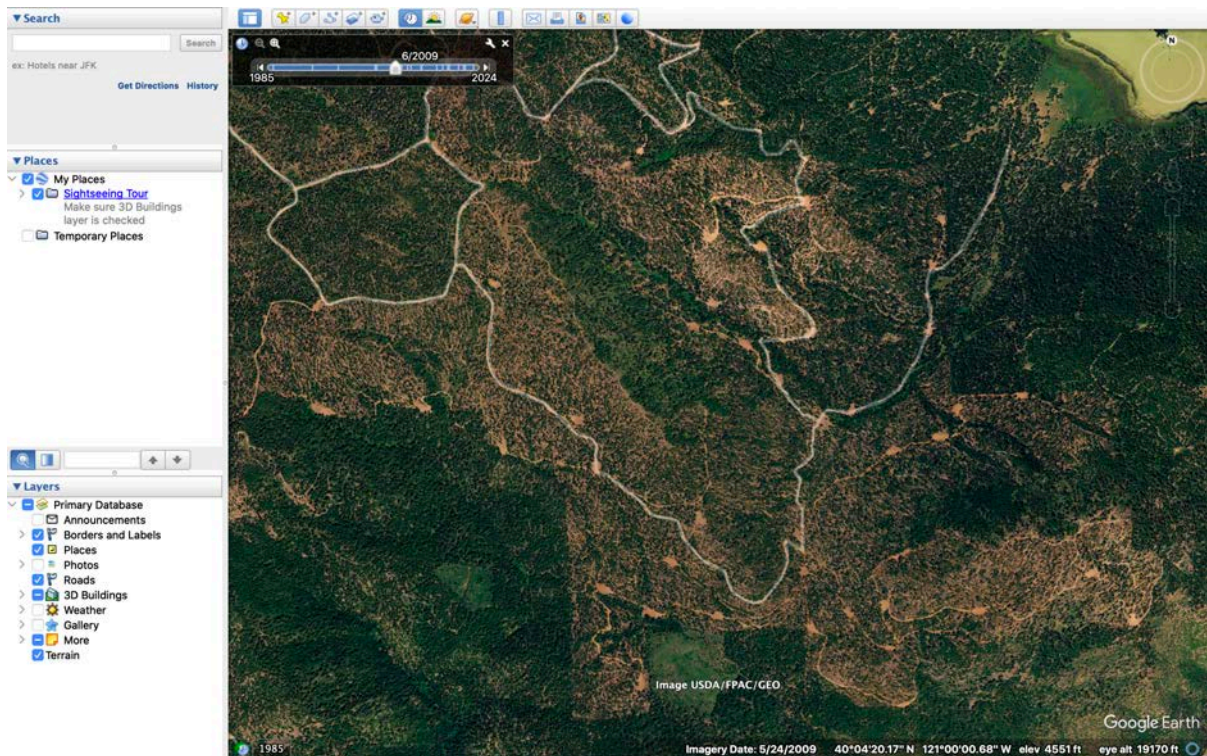 Search
Search
ex: Hotels near JFK
Get Directions History
Places
My Places
Sightseeing Tour
Make sure 3D Buildings
layer is checked
Temporary Places
Layers
Primary Database
Announcements
Borders and Labels
Places
Photos
Roads
3D Buildings
Weather
Gallery
More
Terrain
6/2009
1985
2024
N
Image USDA/FPAC/GEO
Google Earth
1985
Imagery Date: 5/24/2009 40°04'20.17" N 121°00'00.68" W elev 4551 ft eye alt 19170 ft